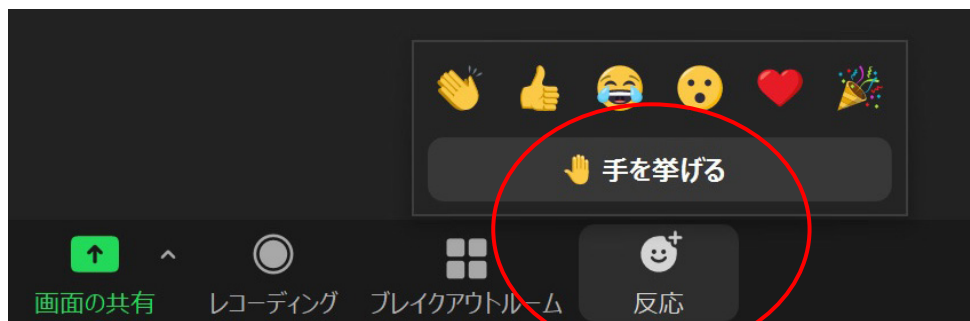 手を挙げる
画面の共有
レコーディング
ブレイクアウトルーム
反応